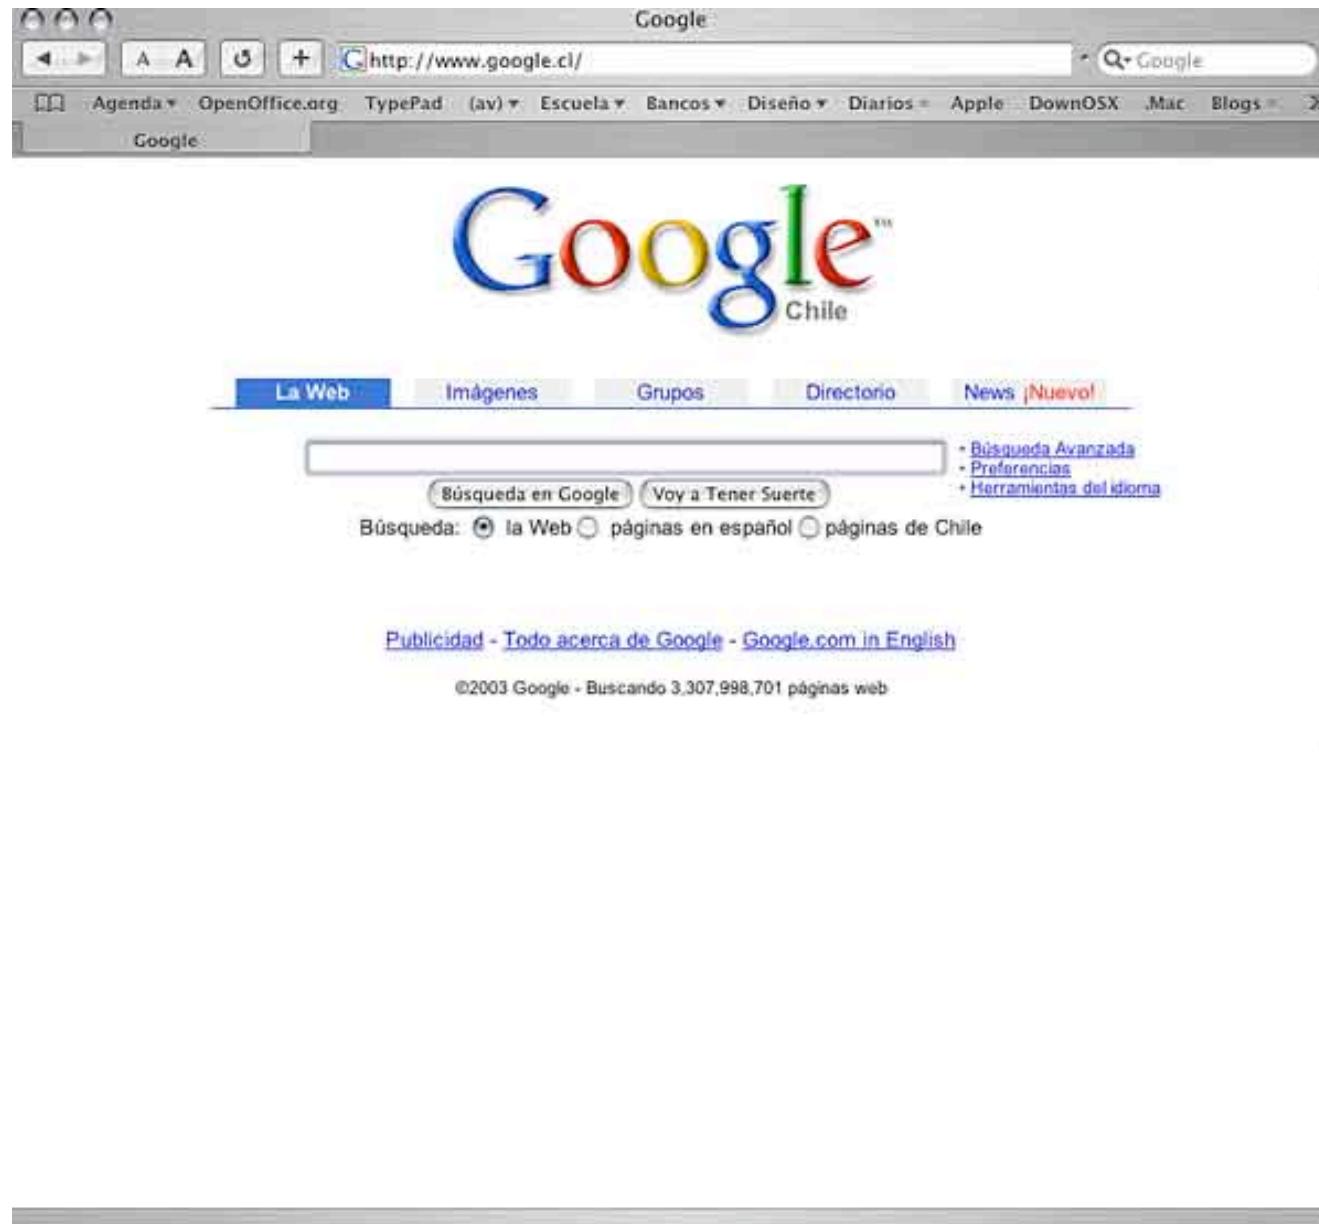 Google
A A + http://www.google.cl/ Google
Agenda OpenOffice.org TypePad (av) Escuela Bancos Diseño Diarios Apple DownOSX .Mac Blogs
Google
Google™
Chile
La Web Imágenes Grupos Directorio News ¡Nuevo!
• Búsqueda Avanzada
• Preferencias
• Herramientas del idioma
Búsqueda en Google Voy a Tener Suerte
Búsqueda: la Web páginas en español páginas de Chile
Publicidad - Todo acerca de Google - Google.com in English
©2003 Google - Buscando 3,307,998,701 páginas web